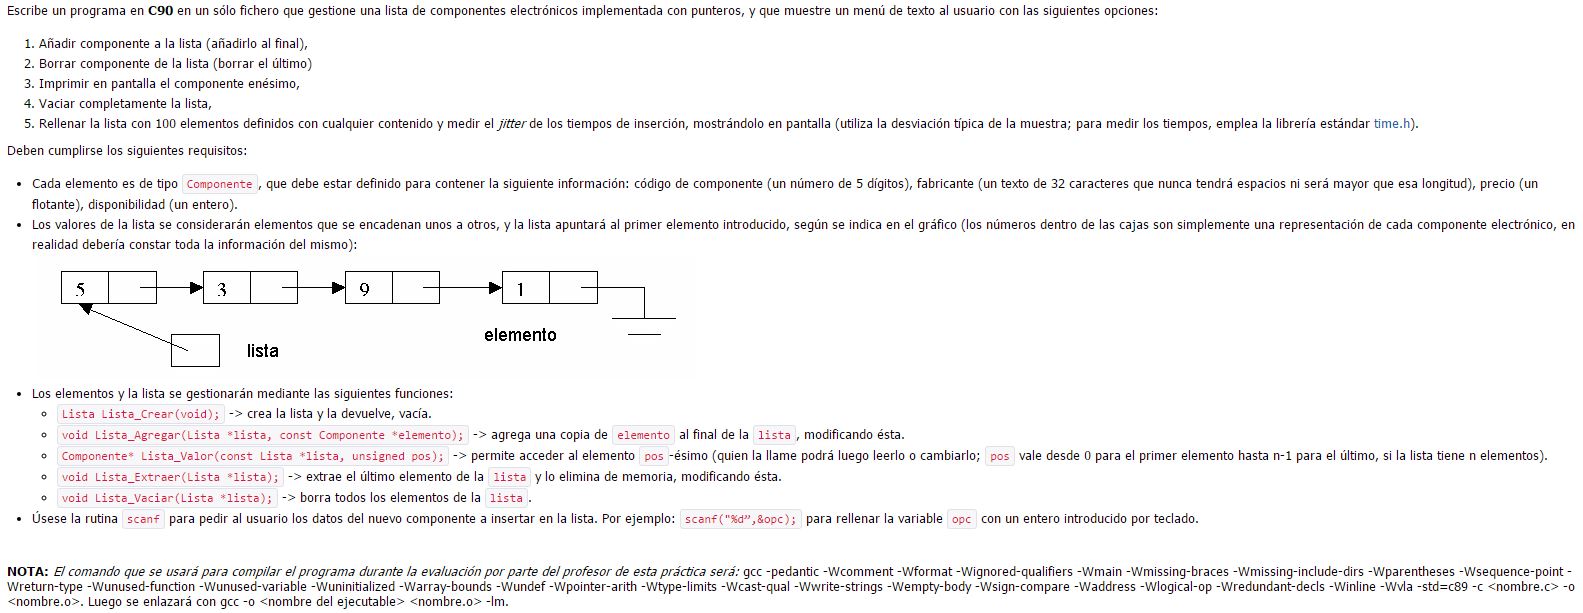 Escribe un programa en C90 en un sólo fichero que gestione una lista de componentes electrónicos implementada con punteros, y que muestre un menú de texto al usuario con las siguientes opciones:
1. Añadir componente a la lista (añadirlo al final),
2. Borrar componente de la lista (borrar el último)
3. Imprimir en pantalla el componente enésimo,
4. Vaciar completamente la lista,
5. Rellenar la lista con 100 elementos definidos con cualquier contenido y medir el jitter de los tiempos de inserción, mostrándolo en pantalla (utiliza la desviación típica de la muestra; para medir los tiempos, emplea la librería estándar time.h).
Deben cumplirse los siguientes requisitos:
• Cada elemento es de tipo Componente, que debe estar definido para contener la siguiente información: código de componente (un número de 5 dígitos), fabricante (un texto de 32 caracteres que nunca tendrá espacios ni será mayor que esa longitud), precio (un
flotante), disponibilidad (un entero).
• Los valores de la lista se considerarán elementos que se encadenan unos a otros, y la lista apuntará al primer elemento introducido, según se indica en el gráfico (los números dentro de las cajas son simplemente una representación de cada componente electrónico, en
realidad debería constar toda la información del mismo):
5 3 9 1
elemento
lista
• Los elementos y la lista se gestionarán mediante las siguientes funciones:
○ Lista Lista_Crear(void); -> crea la lista y la devuelve, vacía.
○ void Lista_Agregar(Lista *lista, const Componente *elemento); -> agrega una copia de elemento al final de la lista, modificando ésta.
○ Componente* Lista_Valor(const Lista *lista, unsigned pos); -> permite acceder al elemento pos-ésimo (quien la llame podrá luego leerlo o cambiarlo; pos vale desde 0 para el primer elemento hasta n-1 para el último, si la lista tiene n elementos).
○ void Lista_Extraer(Lista *lista); -> extrae el último elemento de la lista y lo elimina de memoria, modificando ésta.
○ void Lista_Vaciar(Lista *lista); -> borra todos los elementos de la lista.
• Úsese la rutina scanf para pedir al usuario los datos del nuevo componente a insertar en la lista. Por ejemplo: scanf("%d”,&opc); para rellenar la variable opc con un entero introducido por teclado.
NOTA: El comando que se usará para compilar el programa durante la evaluación por parte del profesor de esta práctica será: gcc -pedantic -Wcomment -Wformat -Wignored-qualifiers -Wmain -Wmissing-braces -Wmissing-include-dirs -Wparentheses -Wsequence-point -
Wreturn-type -Wunused-function -Wunused-variable -Wuninitialized -Warray-bounds -Wundef -Wpointer-arith -Wtype-limits -Wcast-qual -Wwrite-strings -Wempty-body -Wsign-compare -Waddress -Wlogical-op -Wredundant-decls -Winline -Wvla -std=c89 -c <nombre.c> -o
<nombre.o>. Luego se enlazará con gcc -o <nombre del ejecutable> <nombre.o> -lm.